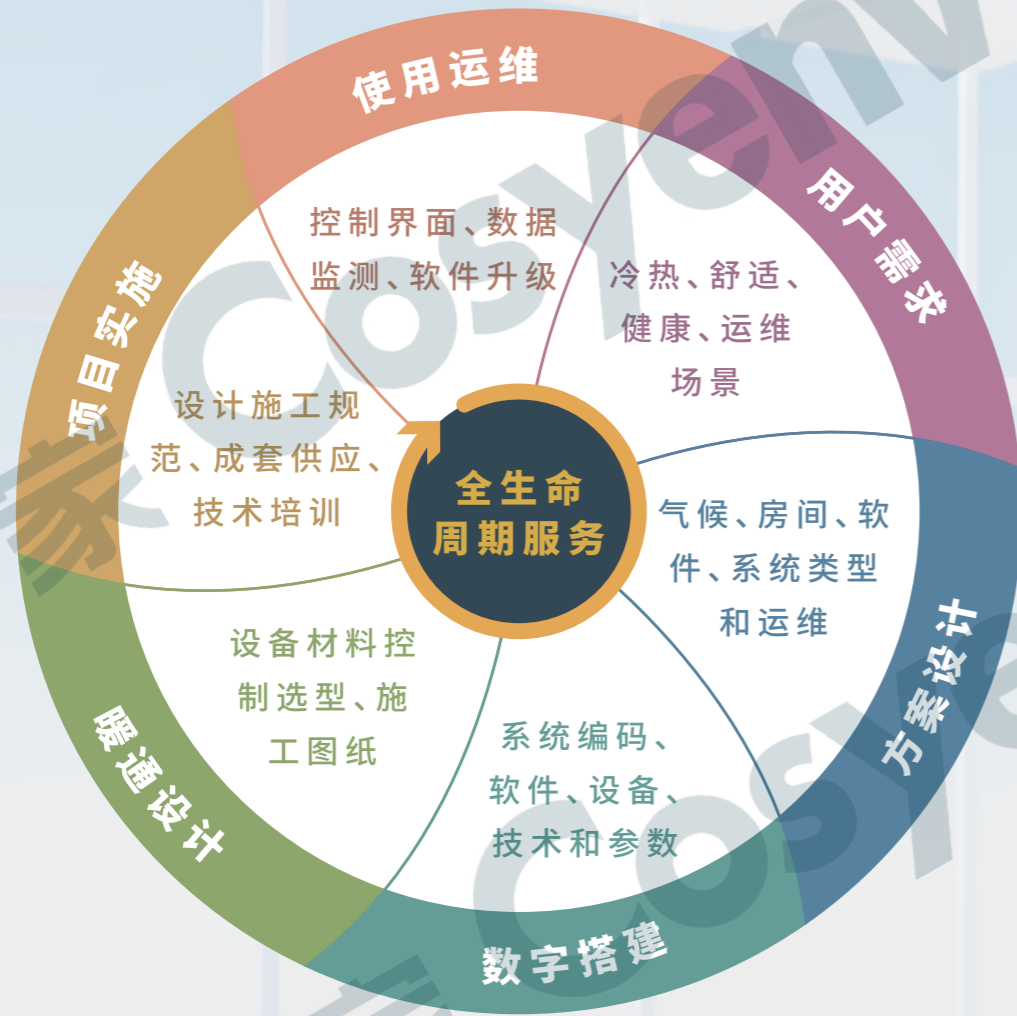 使用运维
控制界面、数据
监测、软件升级
用户需求
冷热、舒适、
健康、运维
场景
方案设计
气候、房间、软
件、系统类型
和运维
数字搭建
系统编码、
软件、设备、
技术和参数
暖通设计
设备材料控
制选型、施
工图纸
项目实施
设计施工规
范、成套供应、
技术培训
全生命
周期服务
家 Cosyenv
Cosye